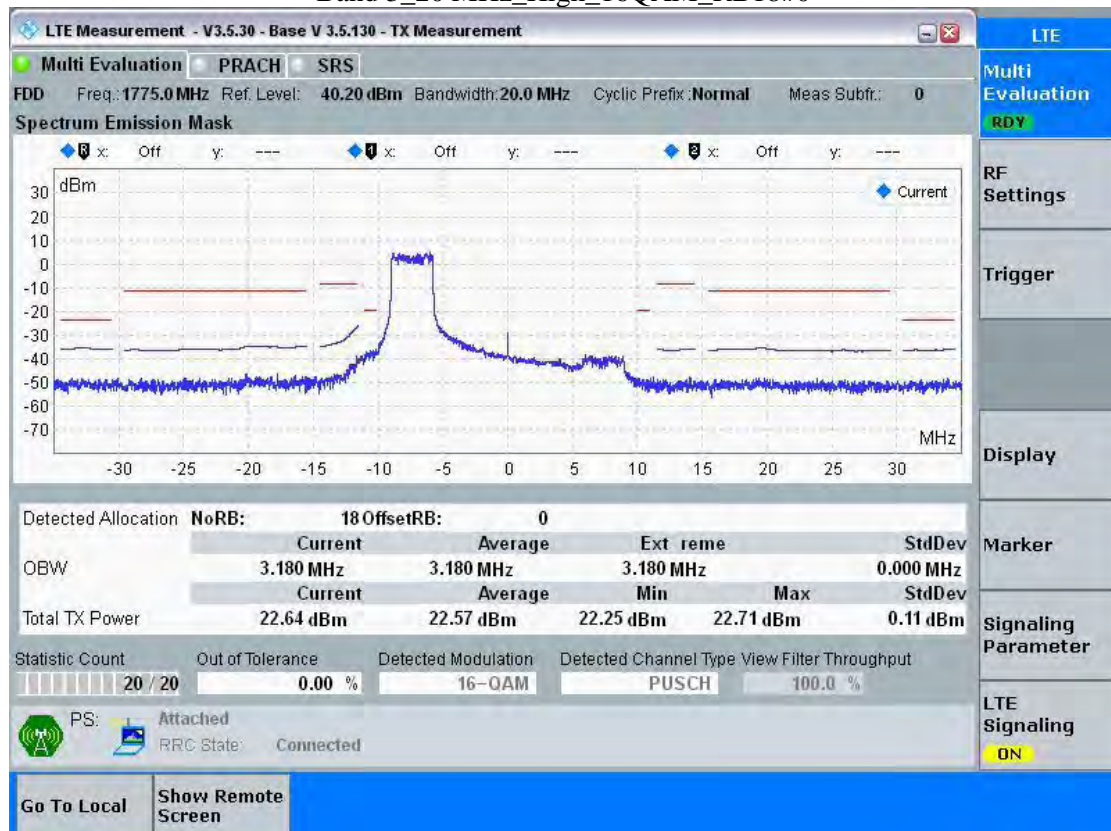 LTE Measurement - V3.5.30 - Base V 3.5.130 - TX Measurement
LTE
Multi Evaluation PRACH SRS
Multi
Evaluation
RDY
FDD Freq.: 1775.0 MHz Ref. Level: 40.20 dBm Bandwidth: 20.0 MHz Cyclic Prefix : Normal Meas Subfr.: 0
Spectrum Emission Mask
R x: Off y: --- 1 x: Off y: --- 2 x: Off y: ---
dBm
Current
30
20
10
0
-10
-20
-30
-40
-50
-60
-70
MHz
-30 -25 -20 -15 -10 -5 0 5 10 15 20 25 30
RF
Settings
Trigger
Display
Marker
Signaling
Parameter
LTE
Signaling
ON
Detected Allocation NoRB: 18 OffsetRB: 0
Current Average Ext reme StdDev
OBW 3.180 MHz 3.180 MHz 3.180 MHz 0.000 MHz
Current Average Min Max StdDev
Total TX Power 22.64 dBm 22.57 dBm 22.25 dBm 22.71 dBm 0.11 dBm
Statistic Count Out of Tolerance Detected Modulation Detected Channel Type View Filter Throughput
20 / 20 0.00 % 16-QAM PUSCH 100.0 %
PS: Attached
RRC State: Connected
Go To Local
Show Remote
Screen